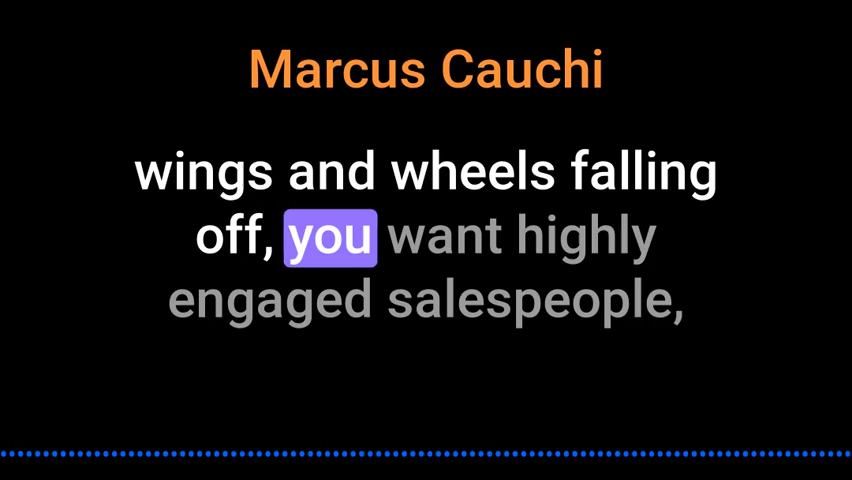 Marcus Cauchi
wings and wheels falling
off, you want highly
engaged salespeople,